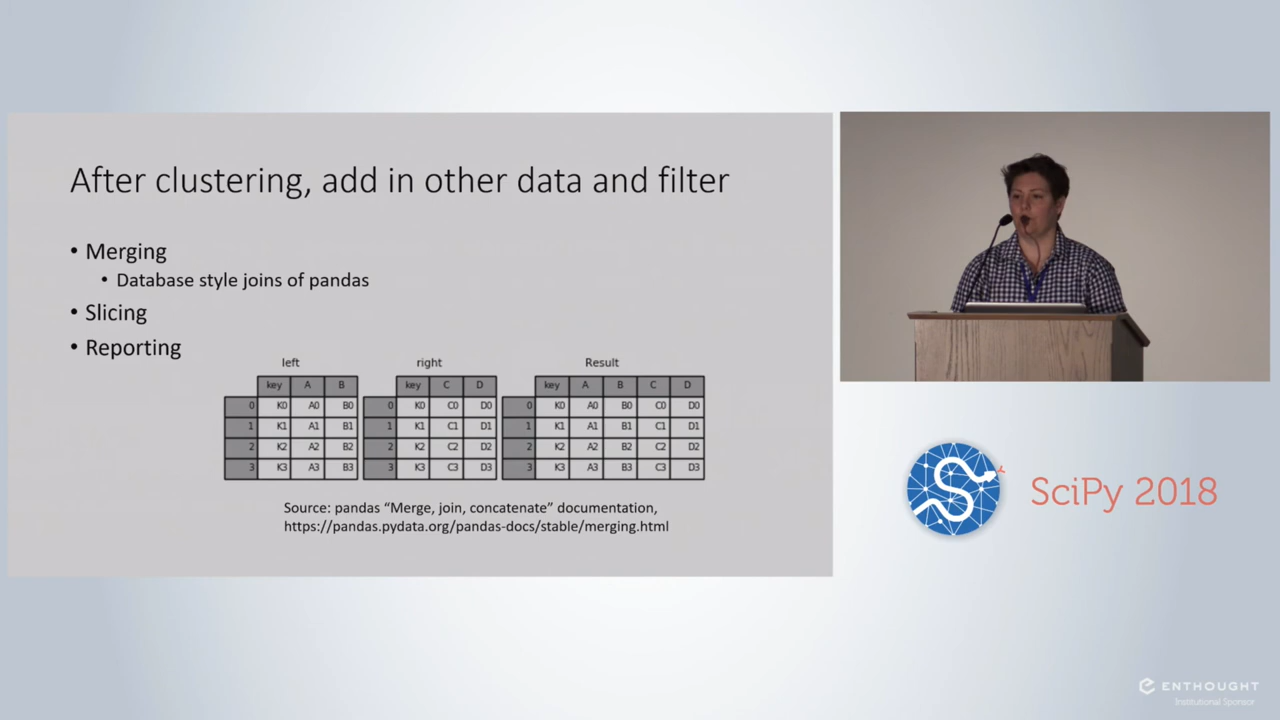 After clustering, add in other data and filter
• Merging
• Database style joins of pandas
• Slicing
• Reporting
left right Result
key A B key C D key A B C D
0 K0 A0 B0 0 K0 C0 D0 0 K0 A0 B0 C0 D0
1 K1 A1 B1 1 K1 C1 D1 1 K1 A1 B1 C1 D1
2 K2 A2 B2 2 K2 C2 D2 2 K2 A2 B2 C2 D2
3 K3 A3 B3 3 K3 C3 D3 3 K3 A3 B3 C3 D3
Source: pandas “Merge, join, concatenate” documentation,
https://pandas.pydata.org/pandas-docs/stable/merging.html
SciPy 2018
ENTHOUGHT
Institutional Sponsor